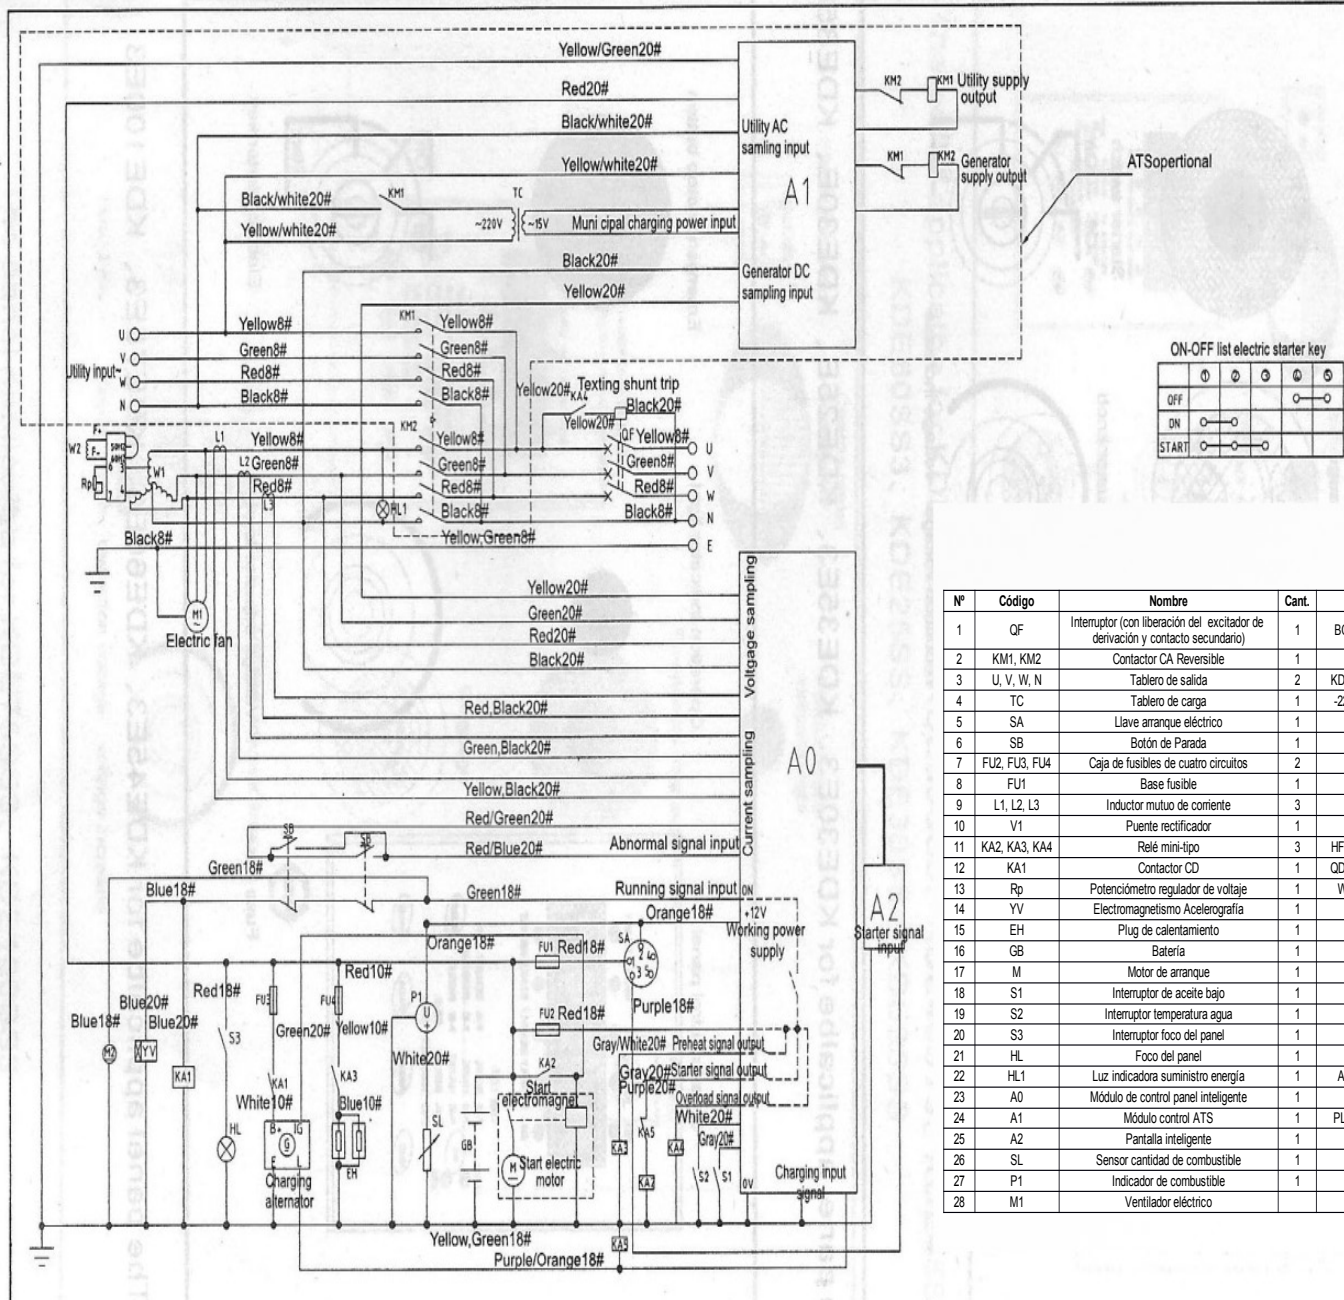 Yellow/Green20#
Red20#
Black/white20#
Yellow/white20#
Black/white20#
Yellow/white20#
KM1
TC
~220V
~15V
Muni cipal charging power input
Black20#
Yellow20#
Utility AC
samling input
A1
Generator DC
sampling input
KM2
KM1
Utility supply
output
KM1
KM2
Generator
supply output
ATSopertional
U
V
W
N
Utility input~
Yellow8#
Green8#
Red8#
Black8#
KM1
Yellow8#
Green8#
Red8#
Black8#
Yellow20#
Texting shunt trip
KA4
Black20#
Yellow20#
W2
F+
F-
Rp
W1
L1
Yellow8#
L2
Green8#
Red8#
L3
HL1
KM2
Yellow8#
Green8#
Red8#
Black8#
QF
Yellow8#
Green8#
Red8#
Black8#
U
V
W
N
E
Yellow,Green8#
Black8#
M1
Electric fan
ON-OFF list electric starter key
1 2 3 4 5
OFF
ON
START
Yellow20#
Green20#
Red20#
Black20#
Voltgage sampling
Red,Black20#
Green,Black20#
Yellow,Black20#
Current sampling
A0
Red/Green20#
SB
SB
Red/Blue20#
Abnormal signal input
Green18#
Blue18#
Green18#
Running signal input
ON
Orange18#
+12V
Working power
supply
A2
Starter signal
input
Orange18#
SA
FU1
Red18#
Purple18#
Red10#
Red18#
FU3
FU4
P1
U
Blue20#
Blue18#
Blue20#
S3
Green20#
Yellow10#
FU2
Red18#
M2
YV
KA1
White20#
Gray/White20#
Preheat signal output
KA2
Gray20#
Starter signal output
Purple20#
Start
electromagnet
Overload signal output
KA1
KA3
White10#
Blue10#
White20#
Gray20#
HL
B+
IG
G
E
L
Charging
alternator
EH
SL
GB
M
Start electric
motor
KA3
KA5
KA2
KA4
S2
S1
0V
Charging input
signal
Yellow,Green18#
Purple/Orange18#
KA5
Nº Código Nombre Cant.
1 QF Interruptor (con liberación del excitador de
derivación y contacto secundario) 1
2 KM1, KM2 Contactor CA Reversible 1
3 U, V, W, N Tablero de salida 2 KD
4 TC Tablero de carga 1 -22
5 SA Llave arranque eléctrico 1
6 SB Botón de Parada 1
7 FU2, FU3, FU4 Caja de fusibles de cuatro circuitos 2
8 FU1 Base fusible 1
9 L1, L2, L3 Inductor mutuo de corriente 3
10 V1 Puente rectificador 1
11 KA2, KA3, KA4 Relé mini-tipo 3 HF
12 KA1 Contactor CD 1 QD
13 Rp Potenciómetro regulador de voltaje 1 W
14 YV Electromagnetismo Acelerografía 1
15 EH Plug de calentamiento 1
16 GB Batería 1
17 M Motor de arranque 1
18 S1 Interruptor de aceite bajo 1
19 S2 Interruptor temperatura agua 1
20 S3 Interruptor foco del panel 1
21 HL Foco del panel 1
22 HL1 Luz indicadora suministro energía 1 A
23 A0 Módulo de control panel inteligente 1
24 A1 Módulo control ATS 1 PL
25 A2 Pantalla inteligente 1
26 SL Sensor cantidad de combustible 1
27 P1 Indicador de combustible 1
28 M1 Ventilador eléctrico